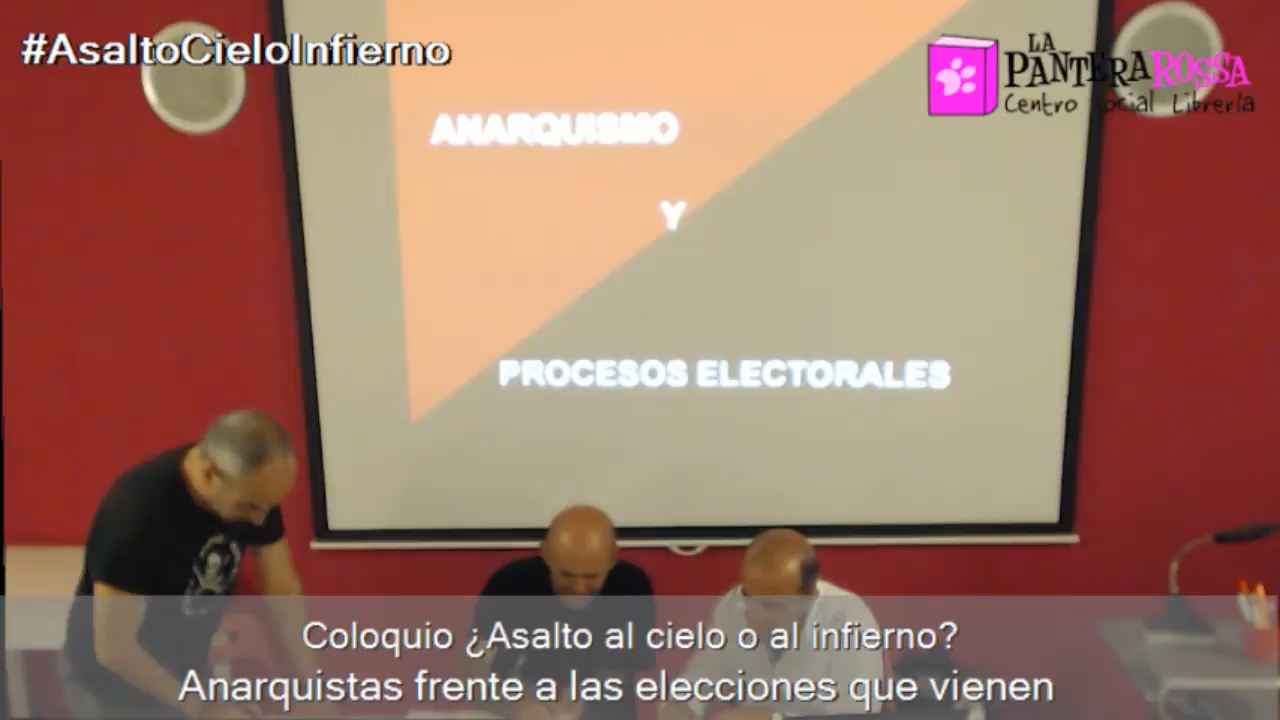 #AsaltoCieloInfierno
LA
PANTERA ROSSA
Centro Social Librería
ANARQUISMO
Y
PROCESOS ELECTORALES
Coloquio ¿Asalto al cielo o al infierno?
Anarquistas frente a las elecciones que vienen